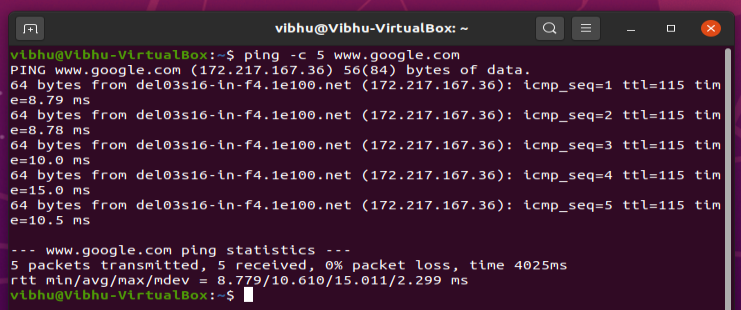 vibhu@Vibhu-VirtualBox: ~
vibhu@Vibhu-VirtualBox:~$ ping -c 5 www.google.com
PING www.google.com (172.217.167.36) 56(84) bytes of data.
64 bytes from del03s16-in-f4.1e100.net (172.217.167.36): icmp_seq=1 ttl=115 tim
e=8.79 ms
64 bytes from del03s16-in-f4.1e100.net (172.217.167.36): icmp_seq=2 ttl=115 tim
e=8.78 ms
64 bytes from del03s16-in-f4.1e100.net (172.217.167.36): icmp_seq=3 ttl=115 tim
e=10.0 ms
64 bytes from del03s16-in-f4.1e100.net (172.217.167.36): icmp_seq=4 ttl=115 tim
e=15.0 ms
64 bytes from del03s16-in-f4.1e100.net (172.217.167.36): icmp_seq=5 ttl=115 tim
e=10.5 ms
--- www.google.com ping statistics ---
5 packets transmitted, 5 received, 0% packet loss, time 4025ms
rtt min/avg/max/mdev = 8.779/10.610/15.011/2.299 ms
vibhu@Vibhu-VirtualBox:~$